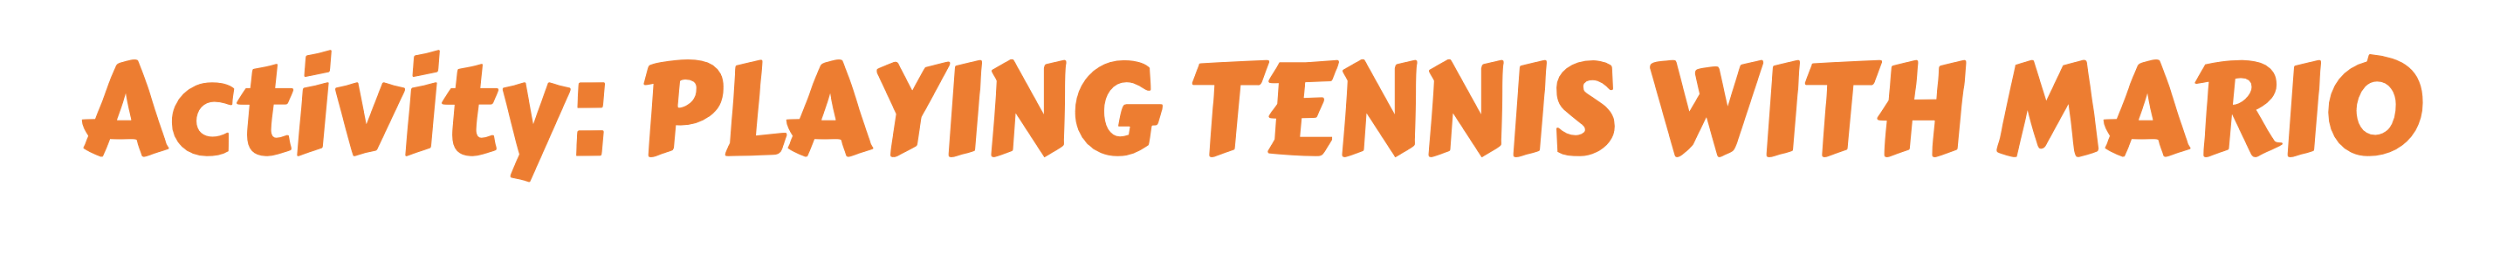 Activity: PLAYING TENNIS WITH MARIO